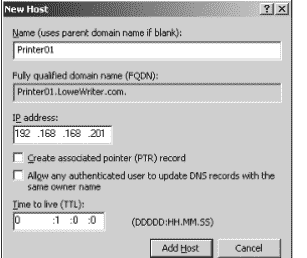 New Host
Name (uses parent domain name if blank):
Printer01
Fully qualified domain name (FQDN):
Printer01.LoweWriter.com.
IP address:
192 .168 .168 .201
Create associated pointer (PTR) record
Allow any authenticated user to update DNS records with the
same owner name
Time to live (TTL):
0 :1 :0 :0 (DDDDD:HH.MM.SS)
Add Host Cancel